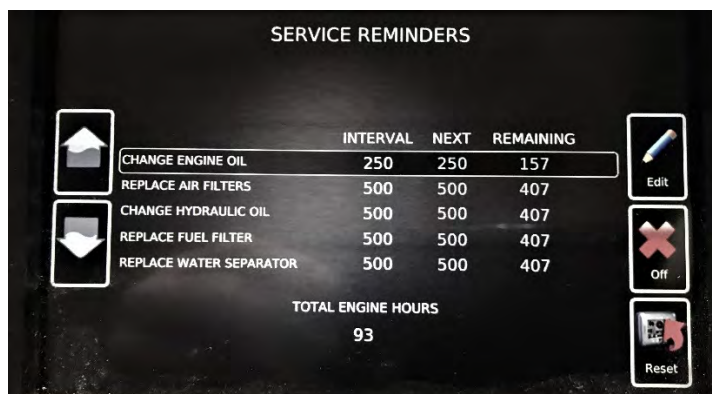 SERVICE REMINDERS
INTERVAL NEXT REMAINING
CHANGE ENGINE OIL 250 250 157
REPLACE AIR FILTERS 500 500 407
CHANGE HYDRAULIC OIL 500 500 407
REPLACE FUEL FILTER 500 500 407
REPLACE WATER SEPARATOR 500 500 407
TOTAL ENGINE HOURS
93
Edit
Off
Reset